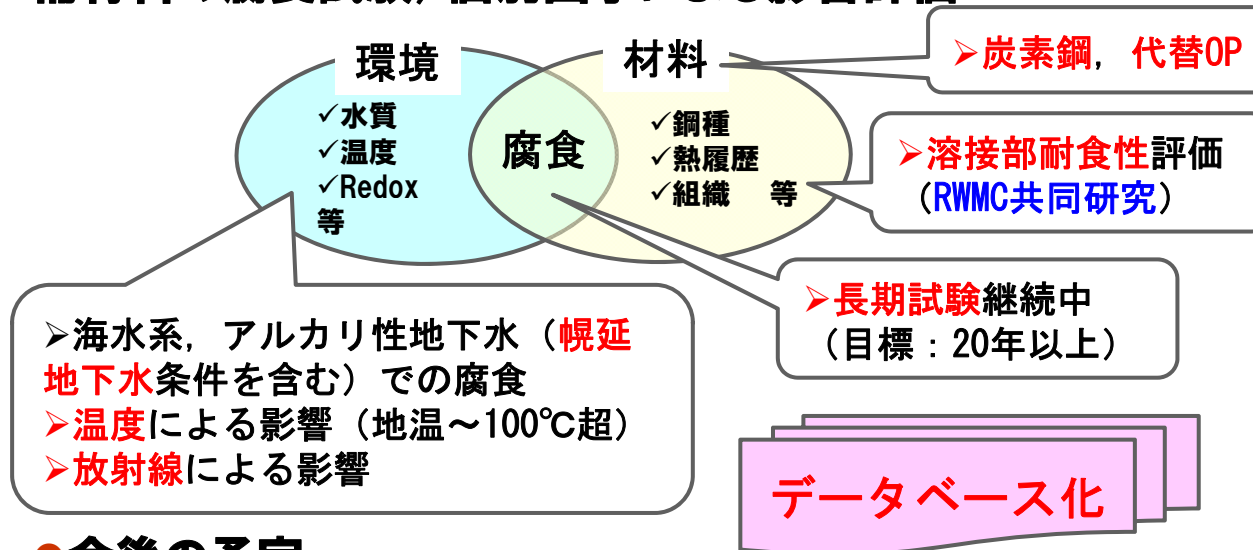 環境
✓水質
✓温度
✓Redox
等
腐食
材料
✓鋼種
✓熱履歴
✓組織　等
➢炭素鋼，代替OP
➢溶接部耐食性評価
（RWMC共同研究）
➢長期試験継続中
（目標：20年以上）
➢海水系，アルカリ性地下水（幌延
地下水条件を含む）での腐食
➢温度による影響（地温～100℃超）
➢放射線による影響
データベース化
●今後の予定